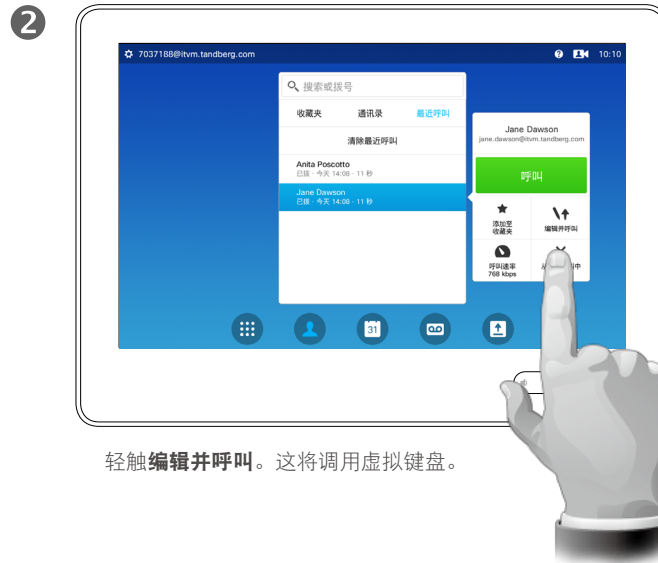 2
7037188@itvm.tandberg.com
10:10
搜索或拨号
收藏夹 通讯录 最近呼叫
清除最近呼叫
Anita Poscotto
已拨 · 今天 14:08 · 11 秒
Jane Dawson
已拨 · 今天 14:08 · 11 秒
Jane Dawson
jane.dawson@itvm.tandberg.com
呼叫
添加至
收藏夹
编辑并呼叫
呼叫速率
768 kbps
中
31
轻触编辑并呼叫。这将调用虚拟键盘。